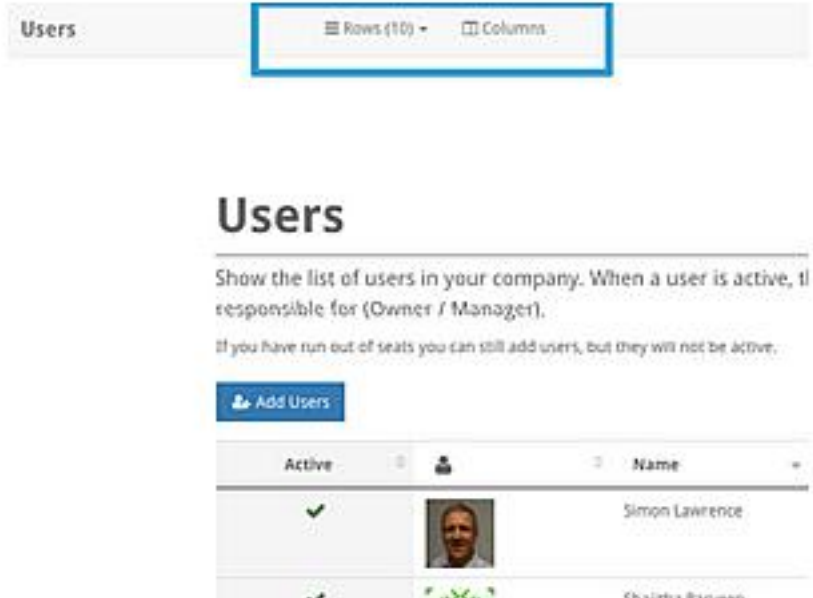 Users Rows (10) Columns
Users
Show the list of users in your company. When a user is active,
responsible for (Owner / Manager).
If you have run out of seats you can still add users, but they will not be active.
Add Users
Active Name
Simon Lawrence